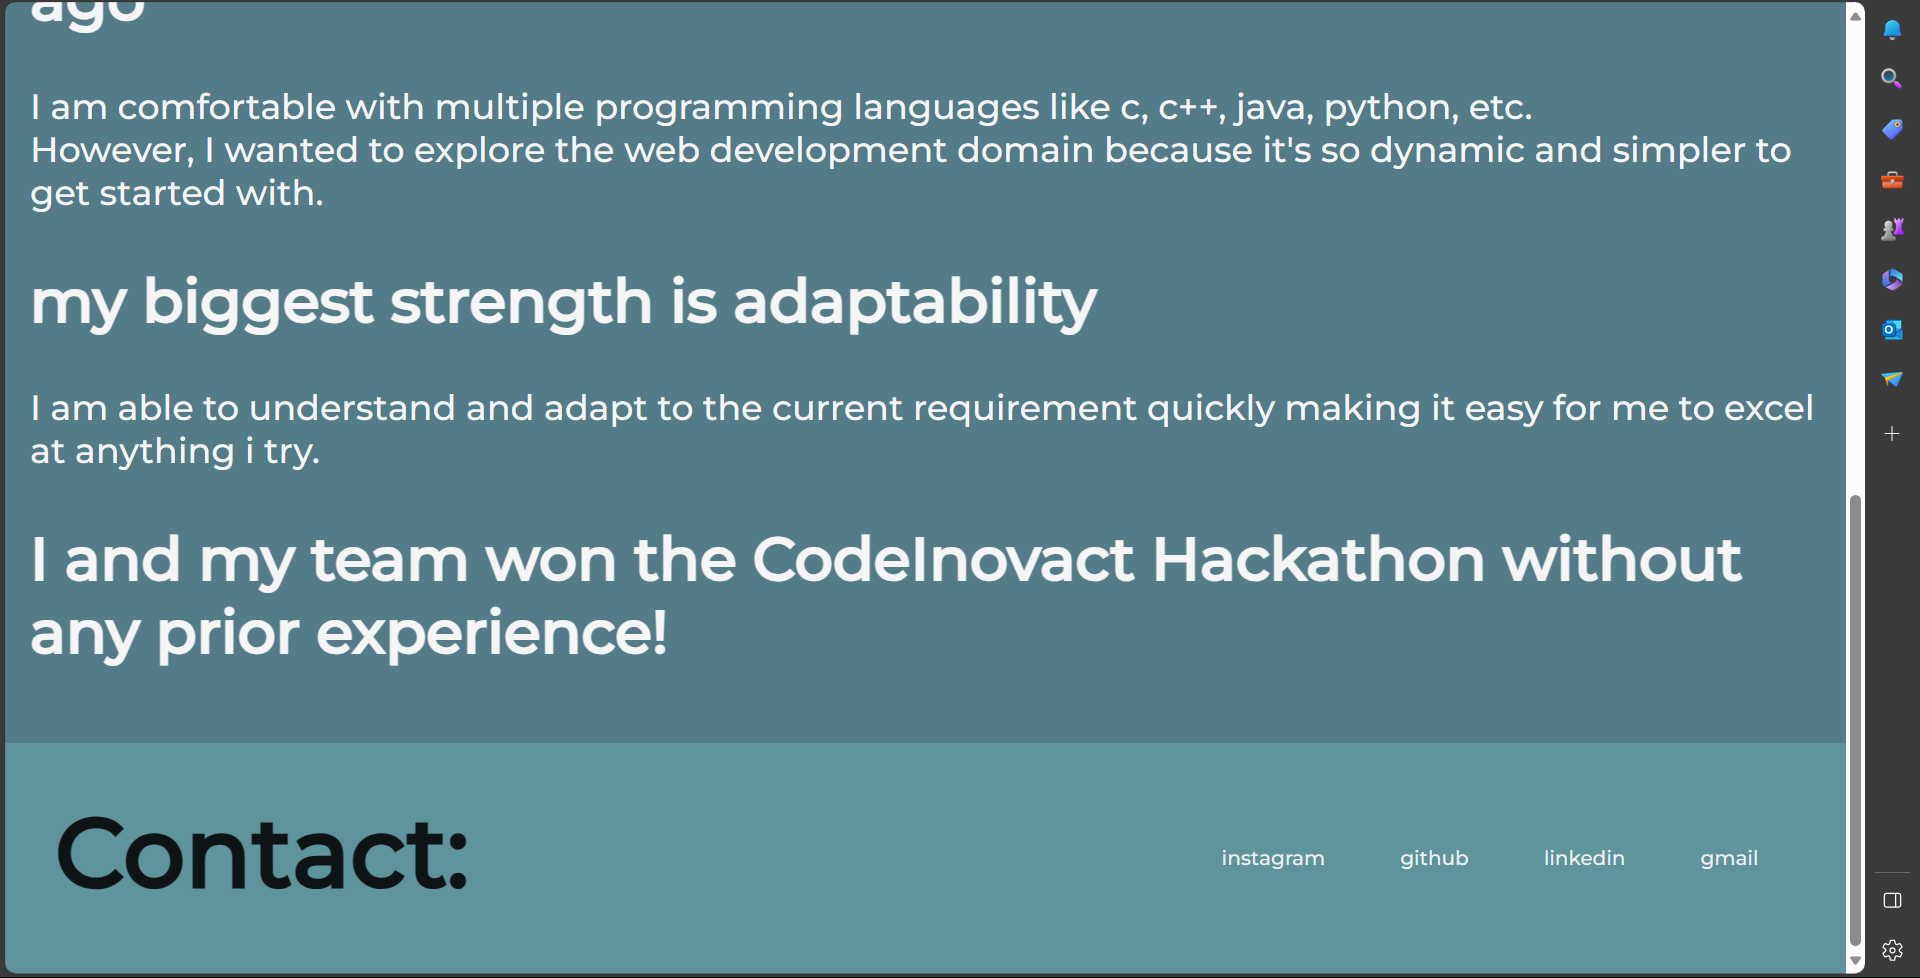 ago
I am comfortable with multiple programming languages like c, c++, java, python, etc.
However, I wanted to explore the web development domain because it's so dynamic and simpler to
get started with.
my biggest strength is adaptability
I am able to understand and adapt to the current requirement quickly making it easy for me to excel
at anything i try.
I and my team won the CodeInovact Hackathon without
any prior experience!
Contact:
instagram github linkedin gmail